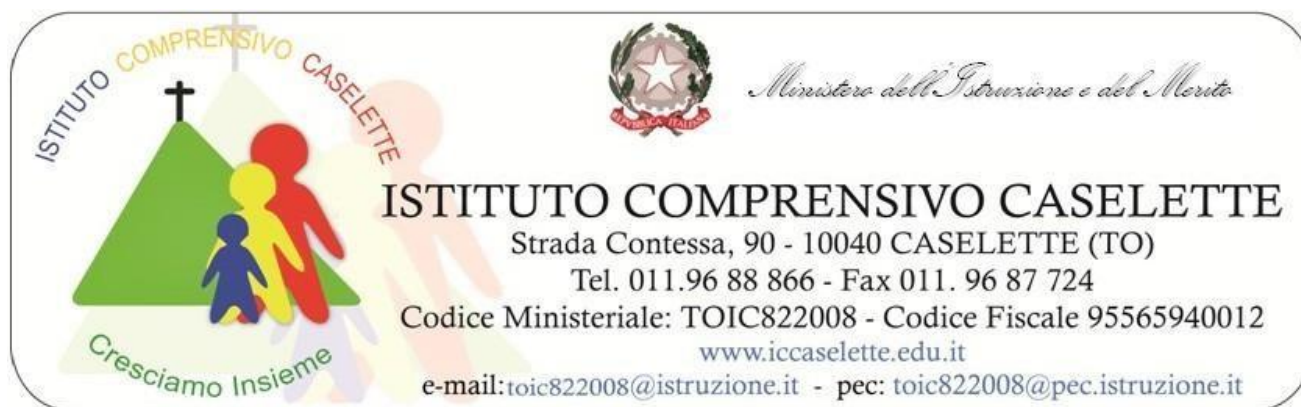 ISTITUTO COMPRENSIVO CASELETTE
Cresciamo Insieme
REPVBBLICA ITALIANA
Ministero dell'Istruzione e del Merito
ISTITUTO COMPRENSIVO CASELETTE
Strada Contessa, 90 - 10040 CASELETTE (TO)
Tel. 011.96 88 866 - Fax 011. 96 87 724
Codice Ministeriale: TOIC822008 - Codice Fiscale 95565940012
www.iccaselette.edu.it
e-mail:toic822008@istruzione.it - pec: toic822008@pec.istruzione.it